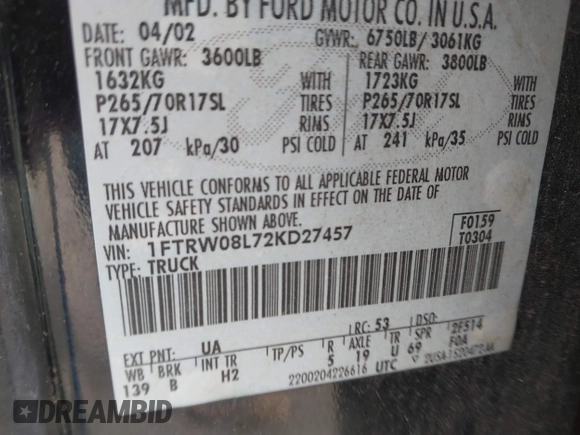 MFD. BY FORD MOTOR CO. IN U.S.A.
DATE: 04/02 GVWR: 6750LB/ 3061KG
FRONT GAWR: 3600LB REAR GAWR: 3800LB
1632KG WITH 1723KG WITH
P265/70R17SL TIRES P265/70R17SL TIRES
17X7.5J RIMS 17X7.5J RIMS
AT 207 kPa/30 PSI COLD AT 241 kPa/35 PSI COLD
THIS VEHICLE CONFORMS TO ALL APPLICABLE FEDERAL MOTOR
VEHICLE SAFETY STANDARDS IN EFFECT ON THE DATE OF
MANUFACTURE SHOWN ABOVE.
VIN: 1FTRW08L72KD27457 F0159
TYPE: TRUCK T0304
EXT PNT: UA RC: 53 DSO: 2F514
WB BRK INT TR TP/PS R AXLE TR SPR F0A
139 B H2 5 19 U 69
2200204226616 UTC
DREAMBID